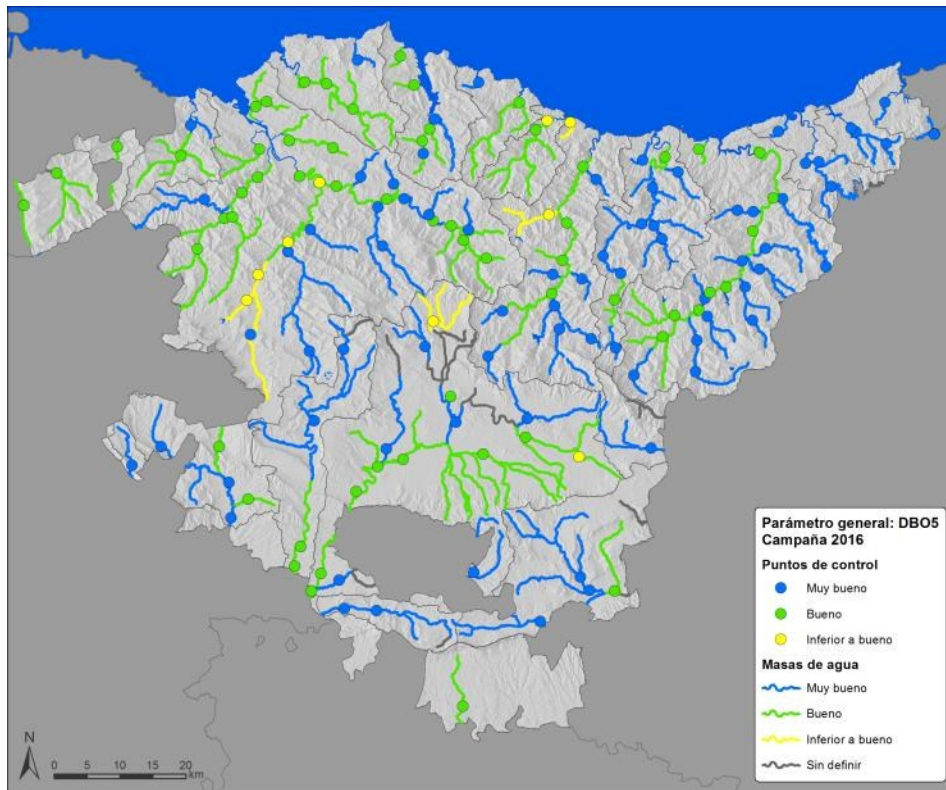 Parámetro general: DBO5
Campaña 2016
Puntos de control
Muy bueno
Bueno
Inferior a bueno
Masas de agua
Muy bueno
Bueno
Inferior a bueno
Sin definir
N
0 5 10 15 20
km